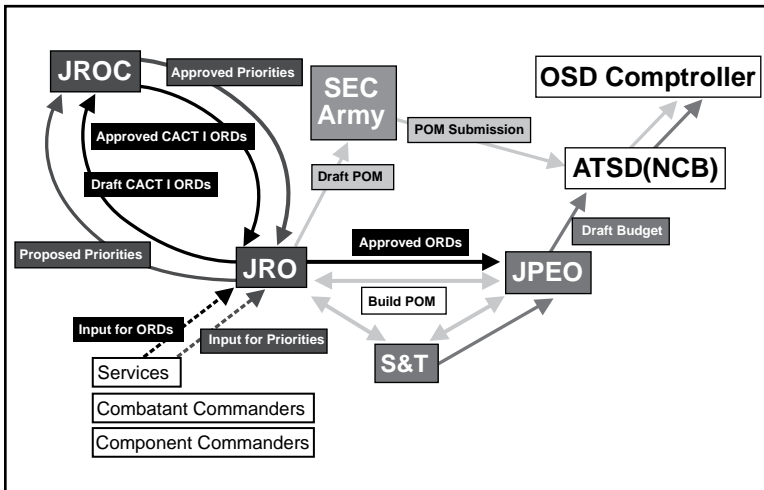 JROC
Approved Priorities
SEC
Army
OSD Comptroller
Approved CACT I ORDs
POM Submission
ATSD(NCB)
Draft CACT I ORDs
Draft POM
Proposed Priorities
Approved ORDs
Draft Budget
JRO
JPEO
Build POM
Input for ORDs
Input for Priorities
S&T
Services
Combatant Commanders
Component Commanders